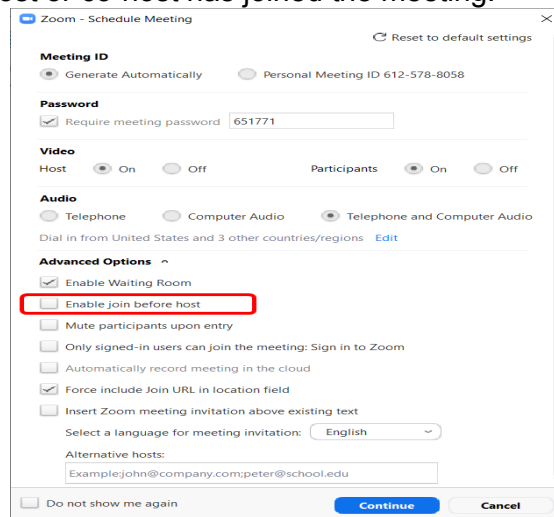 ost or co-host has joined the meeting.
Zoom - Schedule Meeting
Reset to default settings
Meeting ID
Generate Automatically Personal Meeting ID 612-578-8058
Password
Require meeting password 651771
Video
Host On Off Participants On Off
Audio
Telephone Computer Audio Telephone and Computer Audio
Dial in from United States and 3 other countries/regions Edit
Advanced Options
Enable Waiting Room
Enable join before host
Mute participants upon entry
Only signed-in users can join the meeting: Sign in to Zoom
Automatically record meeting in the cloud
Force include Join URL in location field
Insert Zoom meeting invitation above existing text
Select a language for meeting invitation: English
Alternative hosts:
Example;john@company.com;peter@school.edu
Do not show me again Continue Cancel